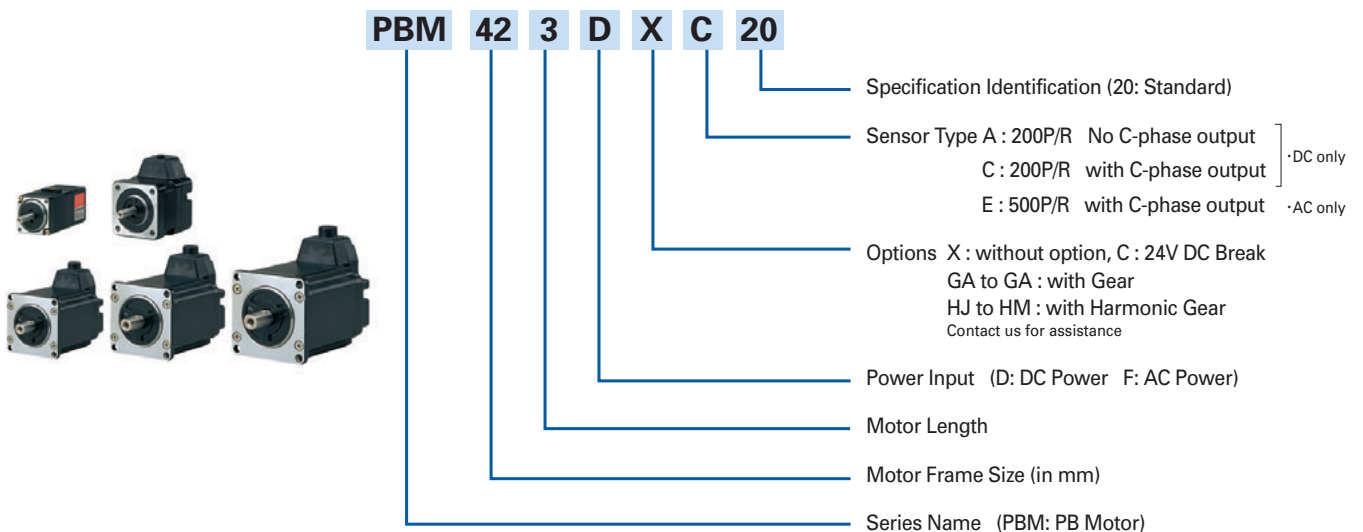 PBM 42 3 D X C 20
Specification Identification (20: Standard)
Sensor Type A : 200P/R No C-phase output
C : 200P/R with C-phase output
・DC only
E : 500P/R with C-phase output ・AC only
Options X : without option, C : 24V DC Break
GA to GA : with Gear
HJ to HM : with Harmonic Gear
Contact us for assistance
Power Input (D: DC Power F: AC Power)
Motor Length
Motor Frame Size (in mm)
Series Name (PBM: PB Motor)